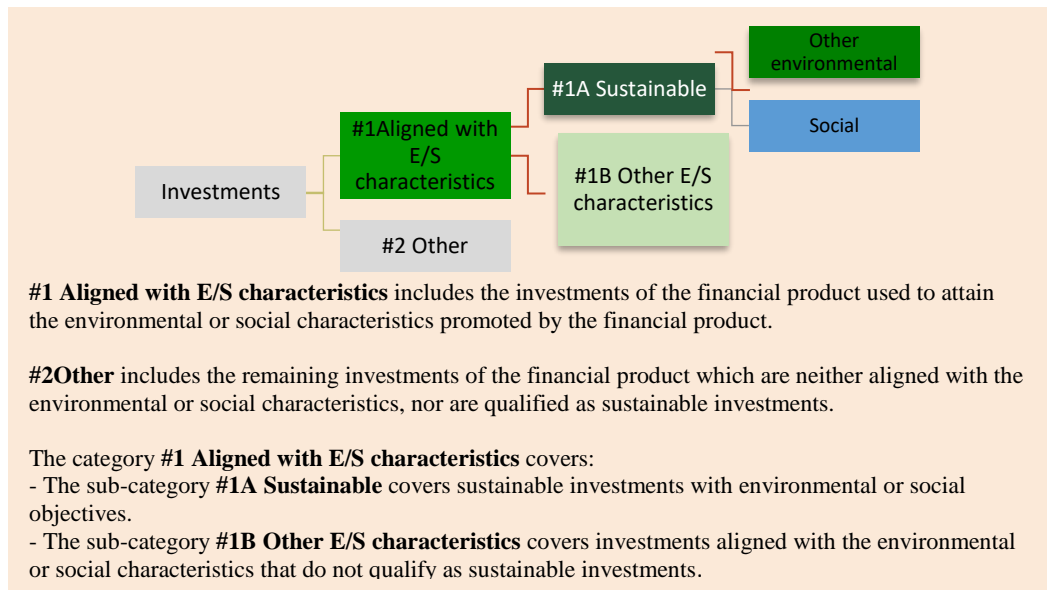 Other
environmental
#1A Sustainable
Social
#1Aligned with
E/S
characteristics
#1B Other E/S
characteristics
Investments
#2 Other
#1 Aligned with E/S characteristics includes the investments of the financial product used to attain
the environmental or social characteristics promoted by the financial product.
#2Other includes the remaining investments of the financial product which are neither aligned with the
environmental or social characteristics, nor are qualified as sustainable investments.
The category #1 Aligned with E/S characteristics covers:
- The sub-category #1A Sustainable covers sustainable investments with environmental or social
objectives.
- The sub-category #1B Other E/S characteristics covers investments aligned with the environmental
or social characteristics that do not qualify as sustainable investments.